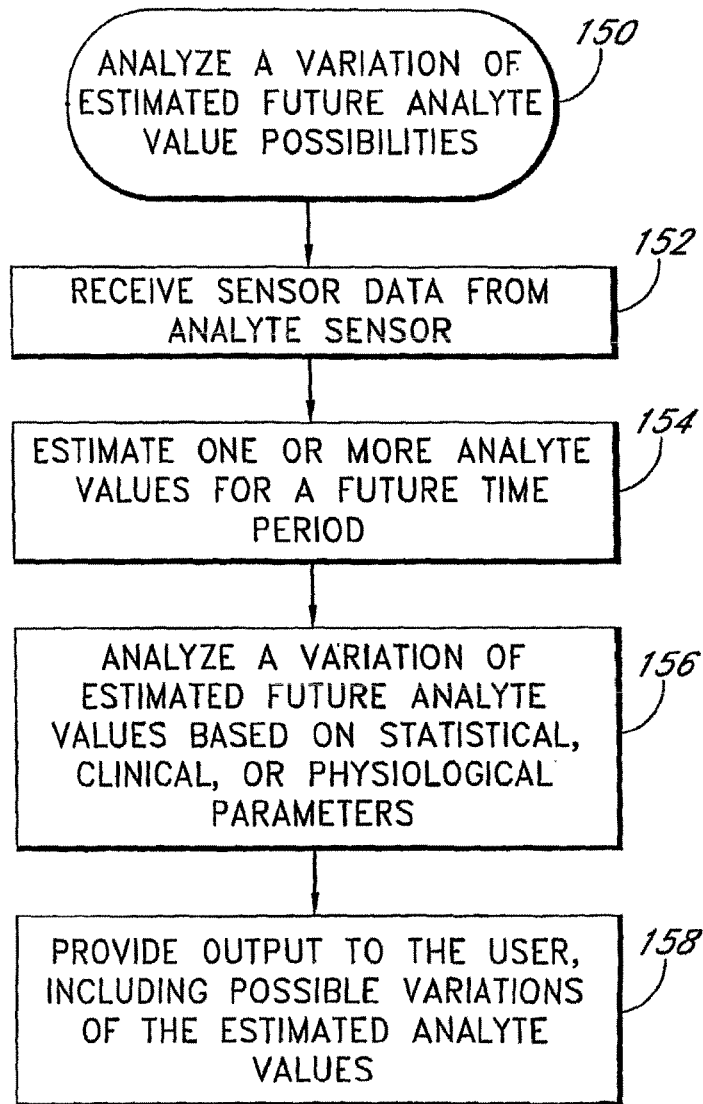 150
ANALYZE A VARIATION OF
ESTIMATED FUTURE ANALYTE
VALUE POSSIBILITIES
152
RECEIVE SENSOR DATA FROM
ANALYTE SENSOR
154
ESTIMATE ONE OR MORE ANALYTE
VALUES FOR A FUTURE TIME
PERIOD
156
ANALYZE A VARIATION OF
ESTIMATED FUTURE ANALYTE
VALUES BASED ON STATISTICAL,
CLINICAL, OR PHYSIOLOGICAL
PARAMETERS
158
PROVIDE OUTPUT TO THE USER,
INCLUDING POSSIBLE VARIATIONS
OF THE ESTIMATED ANALYTE
VALUES